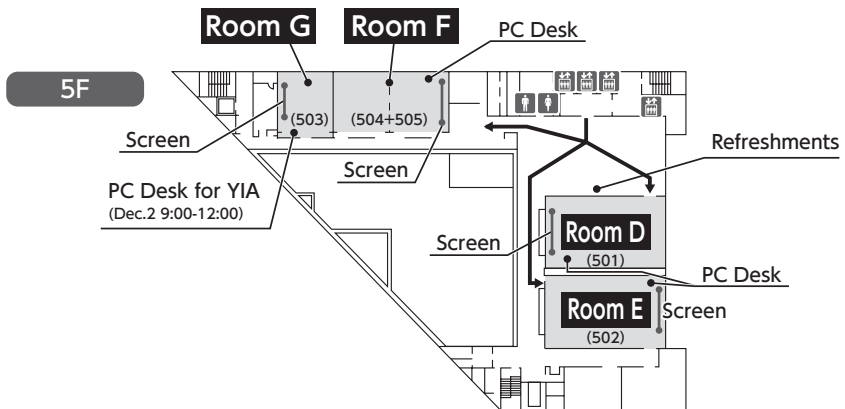 Room G
Room F
PC Desk
5F
(503)
(504+505)
Screen
Screen
Refreshments
PC Desk for YIA
(Dec.2 9:00-12:00)
Room D
Screen
(501)
PC Desk
Room E
Screen
(502)